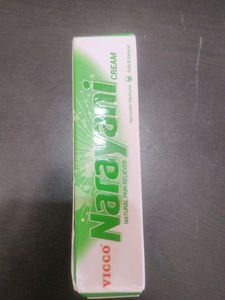 VICCO
Narayani
CREAM
NATURAL PAIN RELIEVER
Ayurvedic Medicine
Safe & Natural